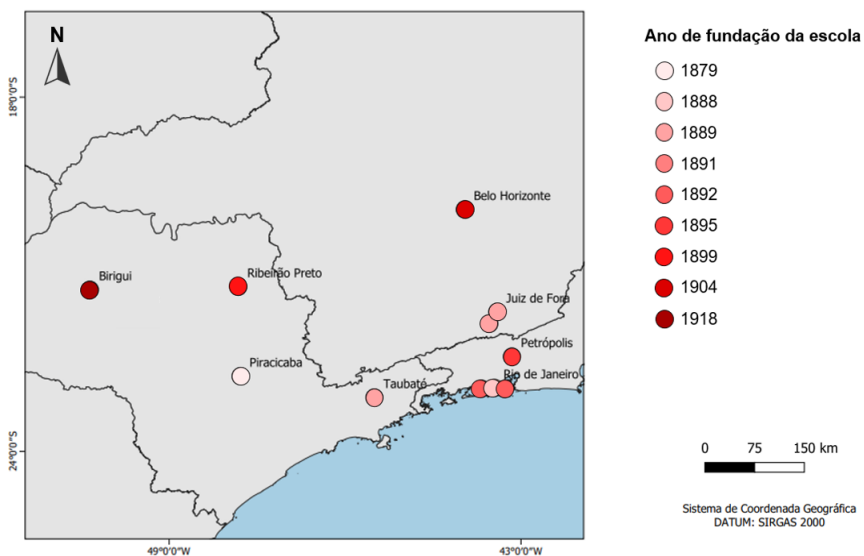 N
18°0'0"S
24°0'0"S
49°0'0"W
43°0'0"W
Belo Horizonte
Birigui
Ribeirão Preto
Juiz de Fora
Petrópolis
Piracicaba
Rio de Janeiro
Taubaté
Ano de fundação da escola
1879
1888
1889
1891
1892
1895
1899
1904
1918
0 75 150 km
Sistema de Coordenada Geográfica
DATUM: SIRGAS 2000